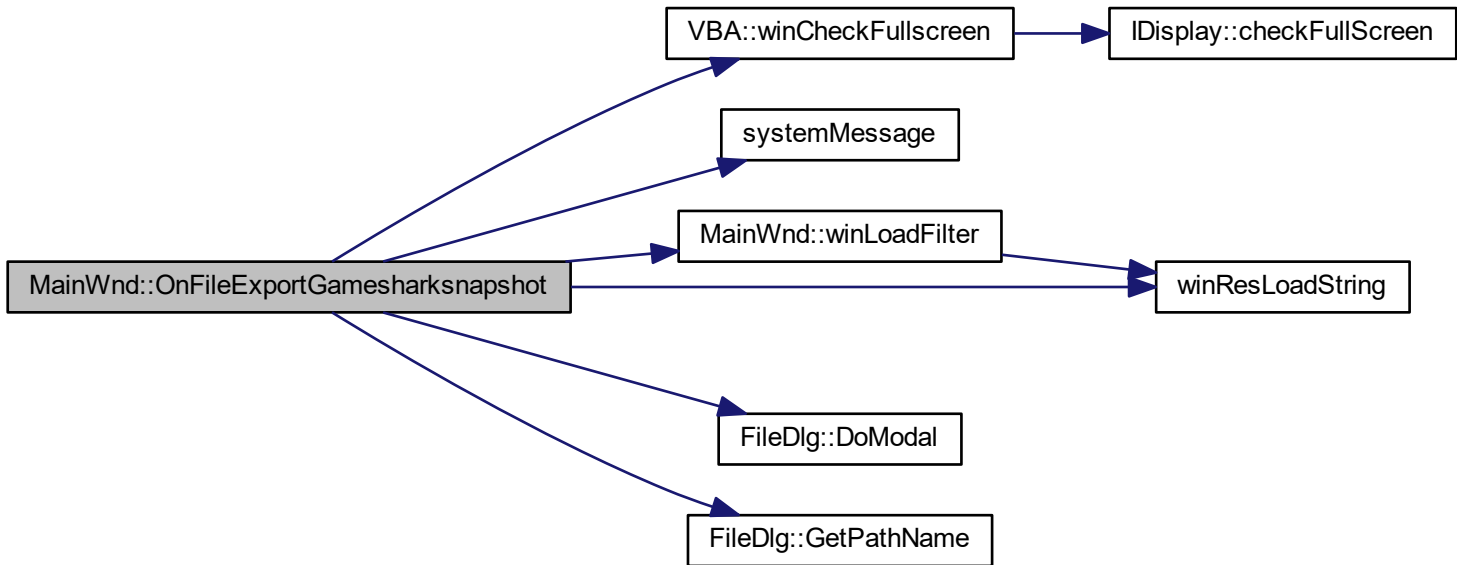 VBA::winCheckFullscreen
IDisplay::checkFullScreen
systemMessage
MainWnd::winLoadFilter
MainWnd::OnFileExportGamesharksnapshot
winResLoadString
FileDlg::DoModal
FileDlg::GetPathName